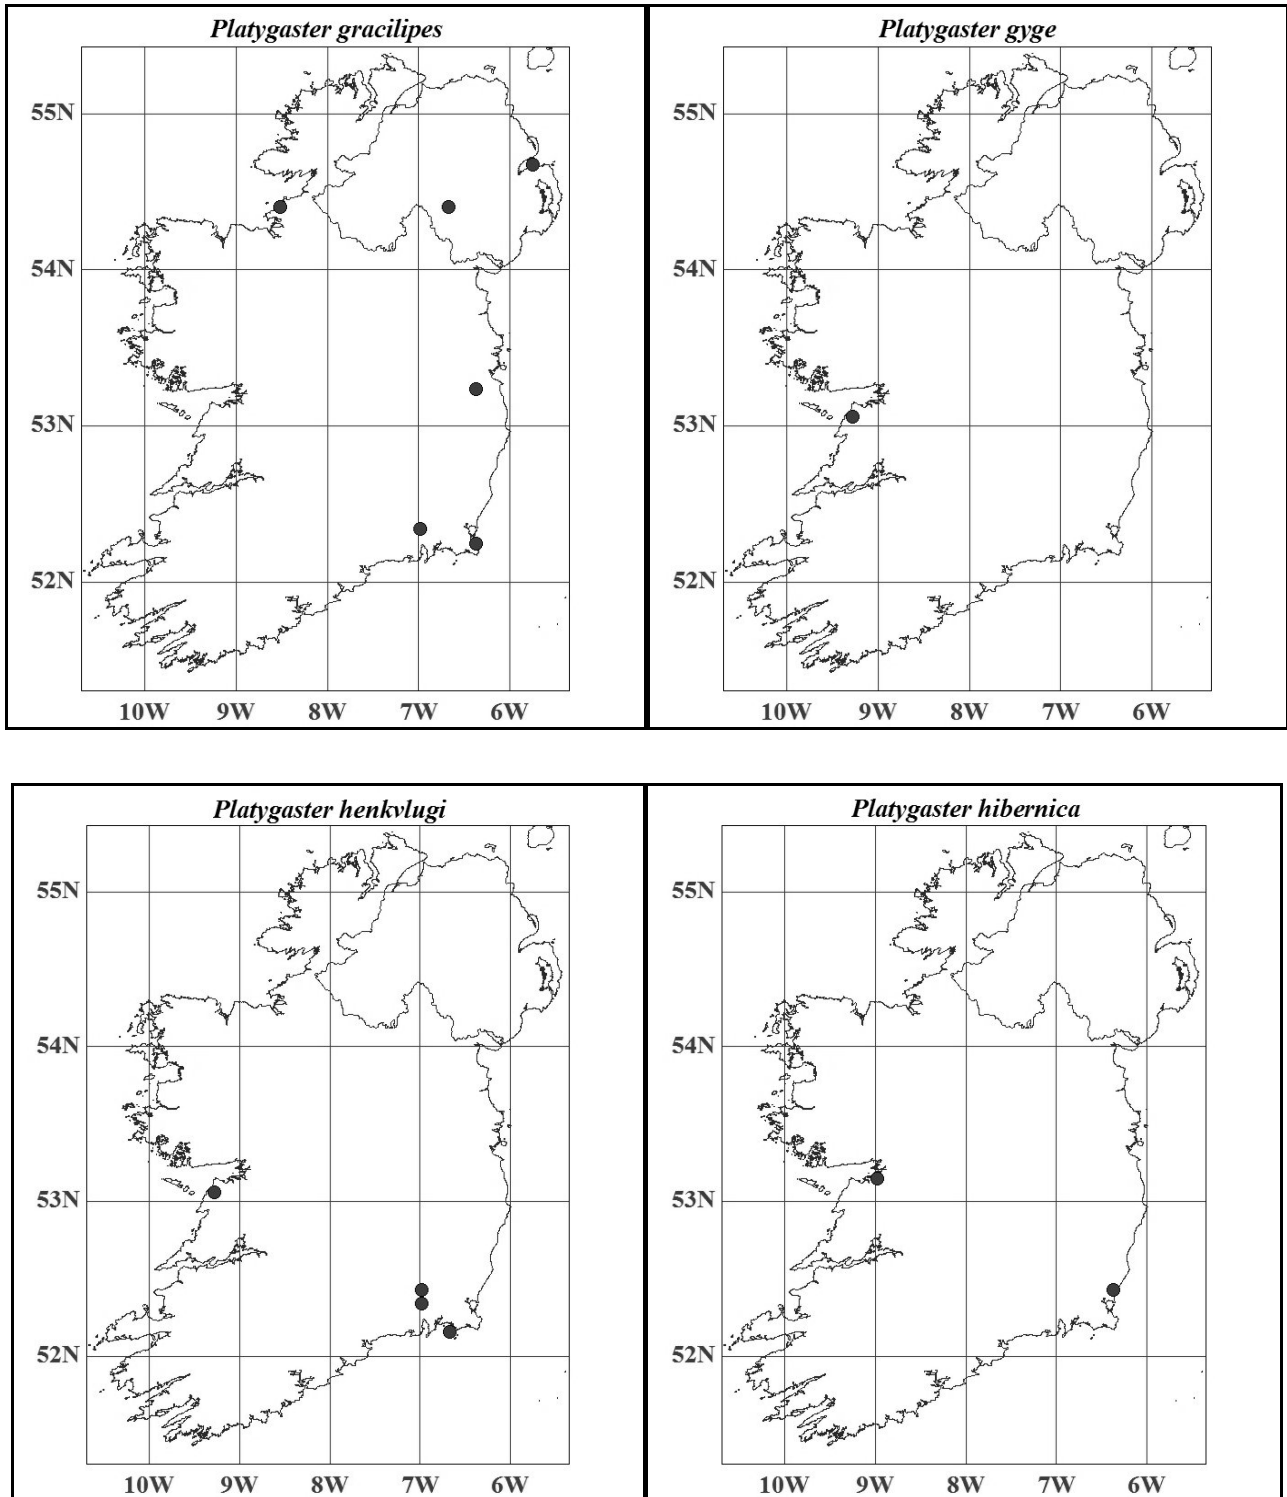 Platygaster gracilipes
55N
54N
53N
52N
10W 9W 8W 7W 6W
Platygaster gyge
55N
54N
53N
52N
10W 9W 8W 7W 6W
Platygaster henkvlugi
55N
54N
53N
52N
10W 9W 8W 7W 6W
Platygaster hibernica
55N
54N
53N
52N
10W 9W 8W 7W 6W